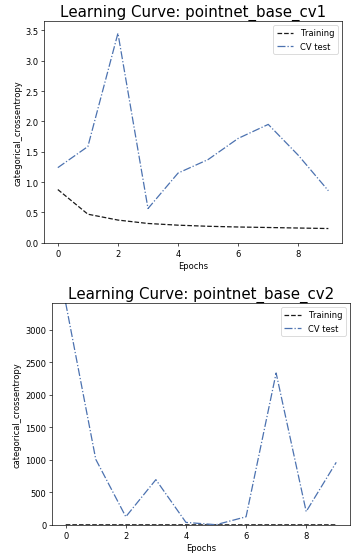 Learning Curve: pointnet_base_cv1
Training
CV test
categorical_crossentropy
3.5
3.0
2.5
2.0
1.5
1.0
0.5
0.0
0 2 4 6 8
Epochs
Learning Curve: pointnet_base_cv2
Training
CV test
categorical_crossentropy
3000
2500
2000
1500
1000
500
0
0 2 4 6 8
Epochs